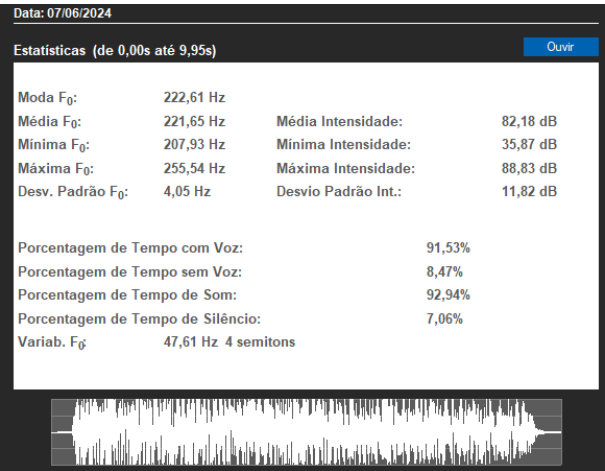 Data: 07/06/2024
Estatísticas (de 0,00s até 9,95s) Ouvir
Moda F0: 222,61 Hz
Média F0: 221,65 Hz Média Intensidade: 82,18 dB
Mínima F0: 207,93 Hz Mínima Intensidade: 35,87 dB
Máxima F0: 255,54 Hz Máxima Intensidade: 88,83 dB
Desv. Padrão F0: 4,05 Hz Desvio Padrão Int.: 11,82 dB
Porcentagem de Tempo com Voz: 91,53%
Porcentagem de Tempo sem Voz: 8,47%
Porcentagem de Tempo de Som: 92,94%
Porcentagem de Tempo de Silêncio: 7,06%
Variab. F0: 47,61 Hz 4 semitons